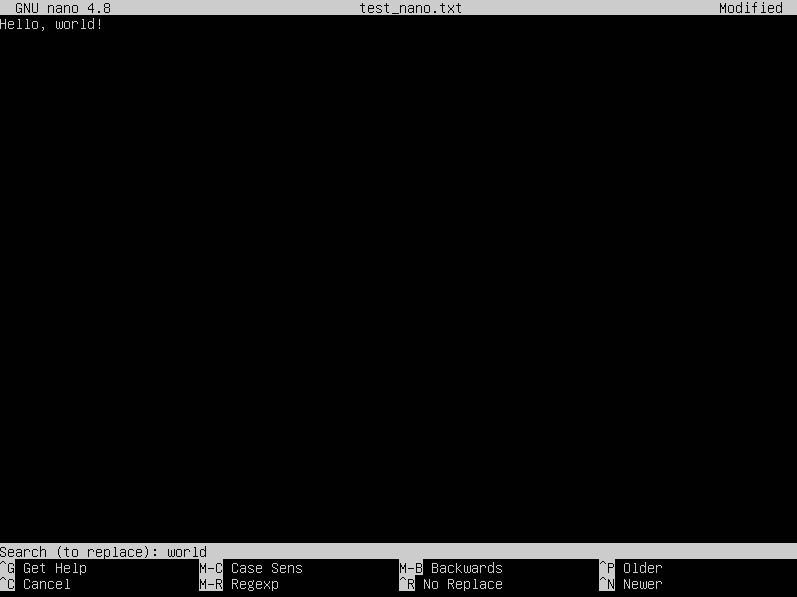 GNU nano 4.8 test_nano.txt Modified
Hello, world!
Search (to replace): world
^G Get Help M-C Case Sens M-B Backwards ^P Older
^C Cancel M-R Regexp ^R No Replace ^N Newer